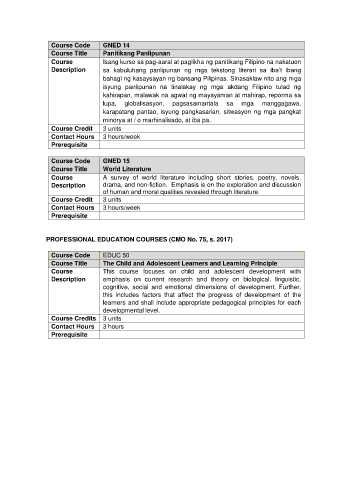 Course Code GNED 14
Course Title Panitikang Panlipunan
Course Isang kurso sa pag-aaral at paglikha ng panitikang Filipino na nakatuon
Description sa kabuluhang panlipunan ng mga tekstong literari sa iba't ibang
bahagi ng kasaysayan ng bansang Pilipinas. Sinasaklaw nito ang mga
isyung panlipunan na tinalakay ng mga akdang Filipino tulad ng
kahirapan, malawak na agwat ng mayayaman at mahirap, reporma sa
lupa, globalisasyon, pagsasamantala sa mga manggagawa,
karapatang pantao, isyung pangkasarian, sitwasyon ng mga pangkat
minorya at / o marhinalisado, at iba pa.
Course Credit 3 units
Contact Hours 3 hours/week
Prerequisite
Course Code GNED 15
Course Title World Literature
Course A survey of world literature including short stories, poetry, novels,
Description drama, and non-fiction. Emphasis is on the exploration and discussion
of human and moral qualities revealed through literature.
Course Credit 3 units
Contact Hours 3 hours/week
Prerequisite
PROFESSIONAL EDUCATION COURSES (CMO No. 75, s. 2017)
Course Code EDUC 50
Course Title The Child and Adolescent Learners and Learning Principle
Course This course focuses on child and adolescent development with
Description emphasis on current research and theory on biological, linguistic,
cognitive, social and emotional dimensions of development. Further,
this includes factors that affect the progress of development of the
learners and shall include appropriate pedagogical principles for each
developmental level.
Course Credits 3 units
Contact Hours 3 hours
Prerequisite